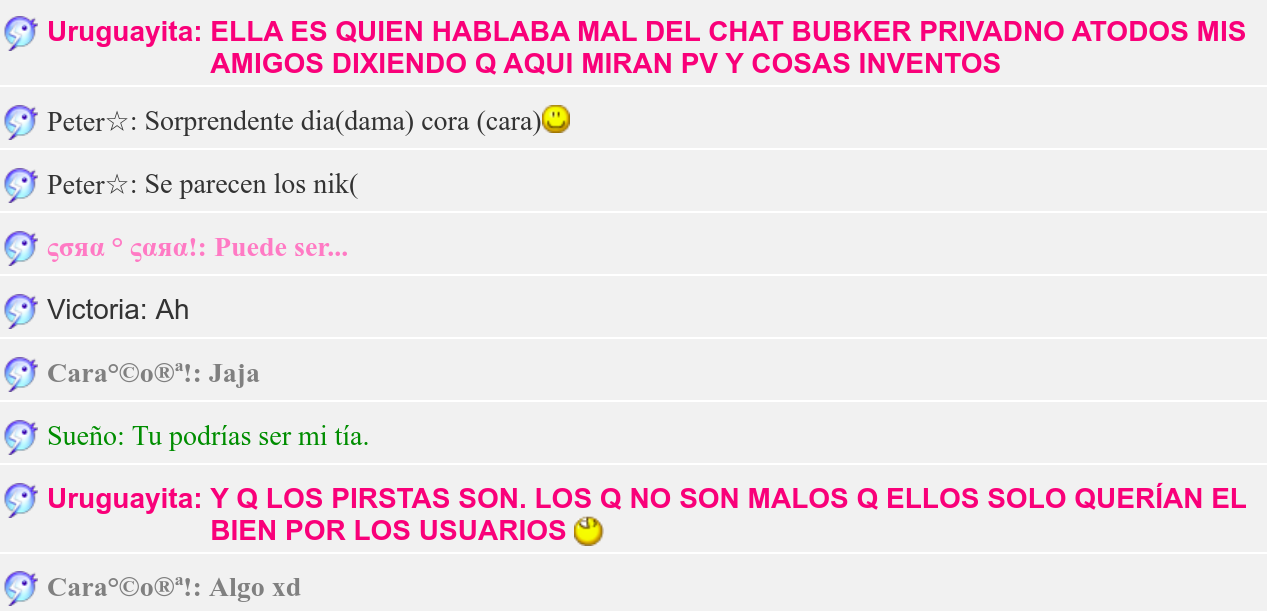 Uruguayita: ELLA ES QUIEN HABLABA MAL DEL CHAT BUBKER PRIVADNO ATODOS MIS
AMIGOS DIXIENDO Q AQUI MIRAN PV Y COSAS INVENTOS
Peter☆: Sorprendente dia(dama) cora (cara)
Peter☆: Se parecen los nik(
ςσяα ° ςαяα!: Puede ser...
Victoria: Ah
Cara°©o®ª!: Jaja
Sueño: Tu podrías ser mi tía.
Uruguayita: Y Q LOS PIRSTAS SON. LOS Q NO SON MALOS Q ELLOS SOLO QUERÍAN EL
BIEN POR LOS USUARIOS
Cara°©o®ª!: Algo xd